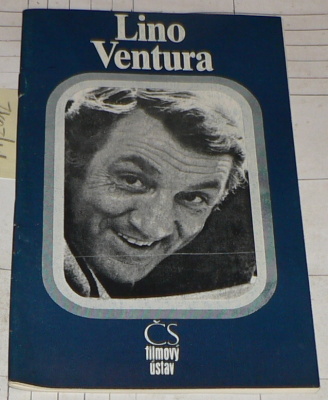 Lino
Ventura
ČS
filmový
ústav